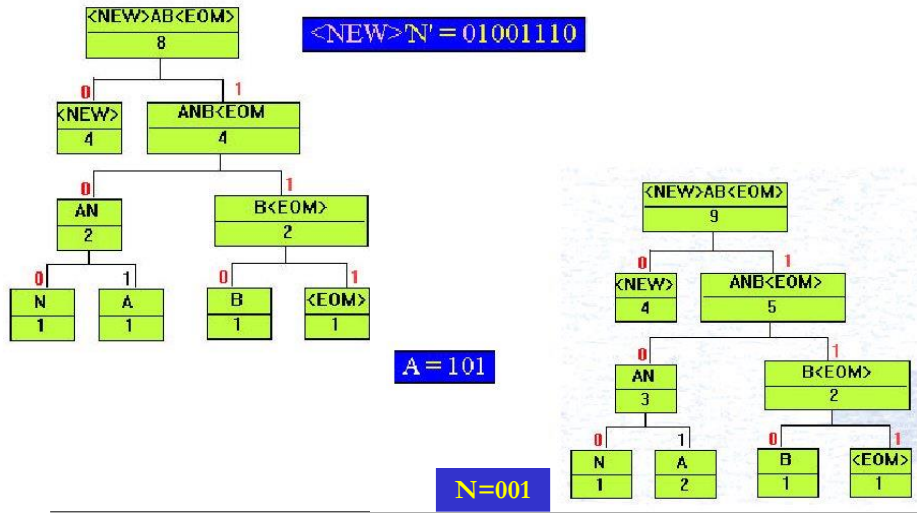 <NEW>AB<EOM>
8
<NEW>'N' = 01001110
0 1
<NEW>
4
ANB<EOM
4
0 1
AN
2
B<EOM>
2
0 1 0 1
N
1
A
1
B
1
<EOM>
1
A = 101
<NEW>AB<EOM>
9
0 1
<NEW>
4
ANB<EOM>
5
0 1
AN
3
B<EOM>
2
0 1 0 1
N
1
A
2
B
1
<EOM>
1
N=001